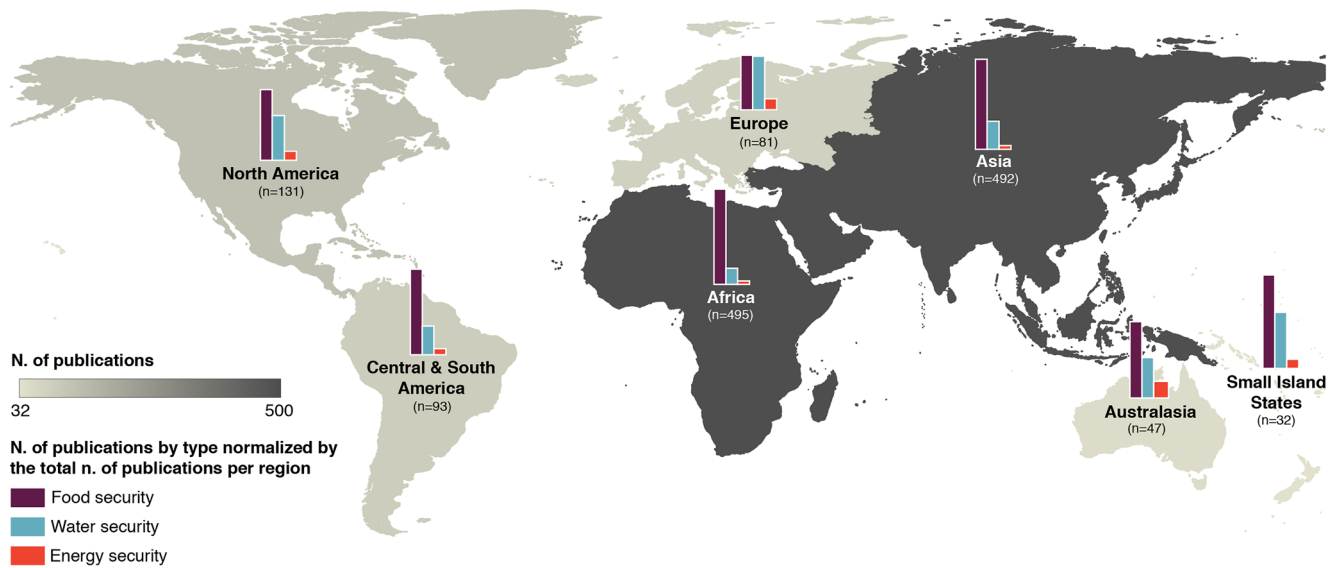 Europe
(n=81)
Asia
(n=492)
North America
(n=131)
Africa
(n=495)
Central & South
America
(n=93)
Small Island
States
(n=32)
Australasia
(n=47)
N. of publications
32
500
N. of publications by type normalized by
the total n. of publications per region
Food security
Water security
Energy security